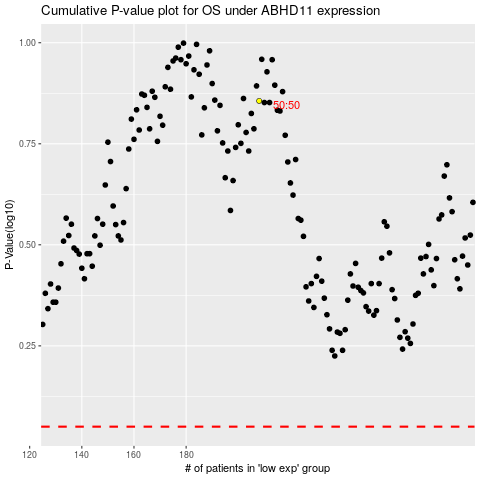 Cumulative P-value plot for OS under ABHD11 expression
P-Value(log10)
1.00
0.75
0.50
0.25
50:50
120 140 160 180
# of patients in 'low exp' group